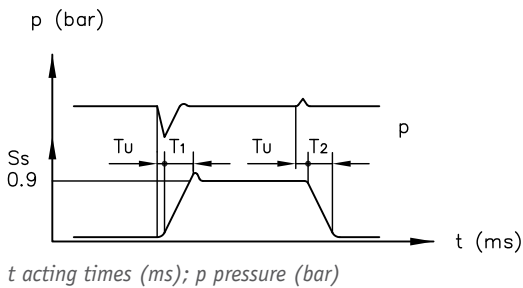 p (bar)
Tu T1 Tu T2 p
Ss
0.9
t (ms)
t acting times (ms); p pressure (bar)